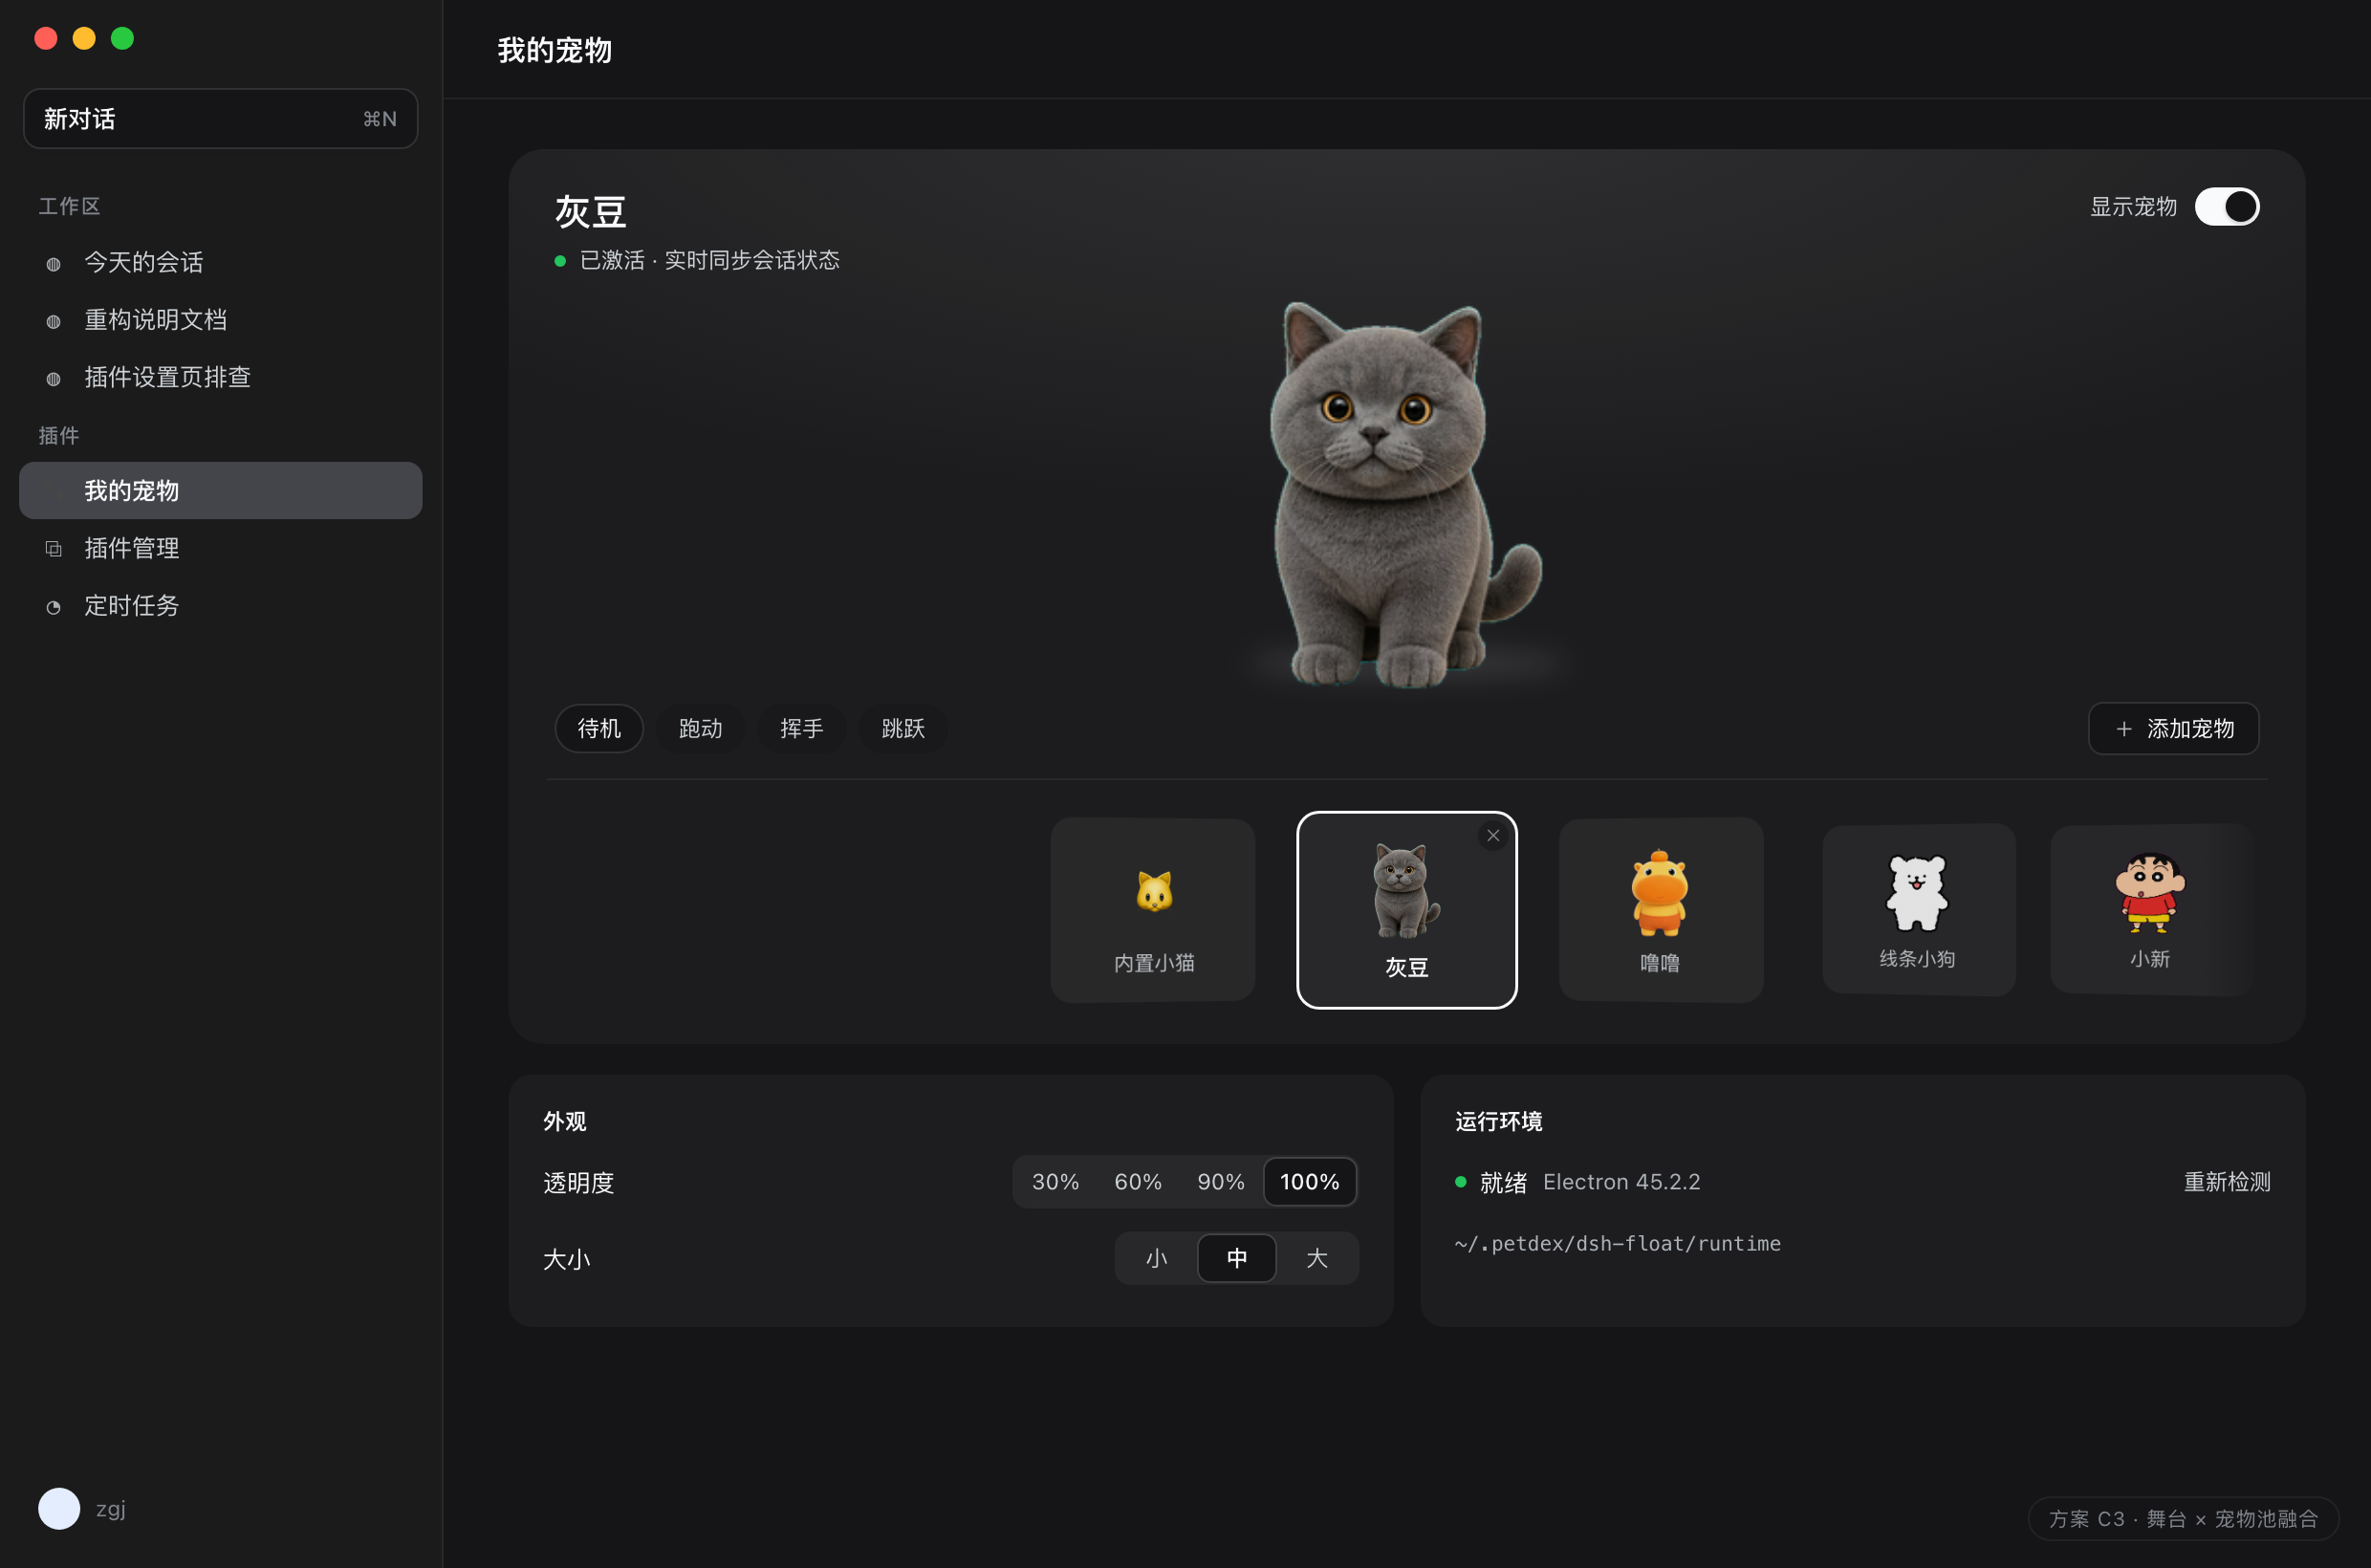 我的宠物
新对话 ⌘N
工作区
今天的会话
重构说明文档
插件设置页排查
插件
我的宠物
插件管理
定时任务
zgj
灰豆
显示宠物
已激活 · 实时同步会话状态
待机 跑动 挥手 跳跃
+ 添加宠物
内置小猫 灰豆 噜噜 线条小狗 小新
外观
透明度 30% 60% 90% 100%
大小 小 中 大
运行环境
就绪 Electron 45.2.2 重新检测
~/.petdex/dsh-float/runtime
方案 C3 · 舞台 × 宠物池融合